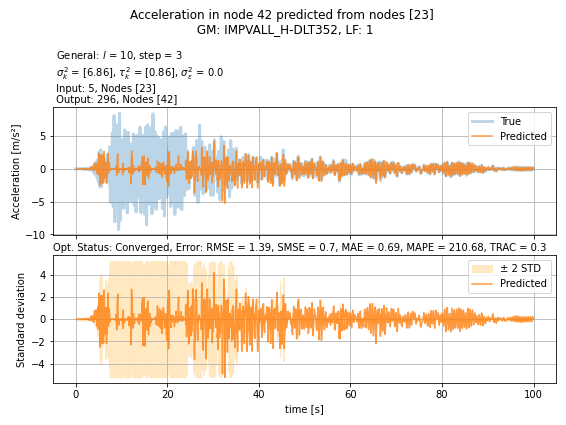 Acceleration in node 42 predicted from nodes [23]
GM: IMPVALL_H-DLT352, LF: 1
General: l = 10, step = 3
σ²ₖ = [6.86], τ²ₖ = [0.86], σ²ε = 0.0
Input: 5, Nodes [23]
Output: 296, Nodes [42]
True
Predicted
Acceleration [m/s²]
5
0
−5
−10
Opt. Status: Converged, Error: RMSE = 1.39, SMSE = 0.7, MAE = 0.69, MAPE = 210.68, TRAC = 0.3
± 2 STD
Predicted
Standard deviation
4
2
0
−2
−4
0 20 40 60 80 100
time [s]